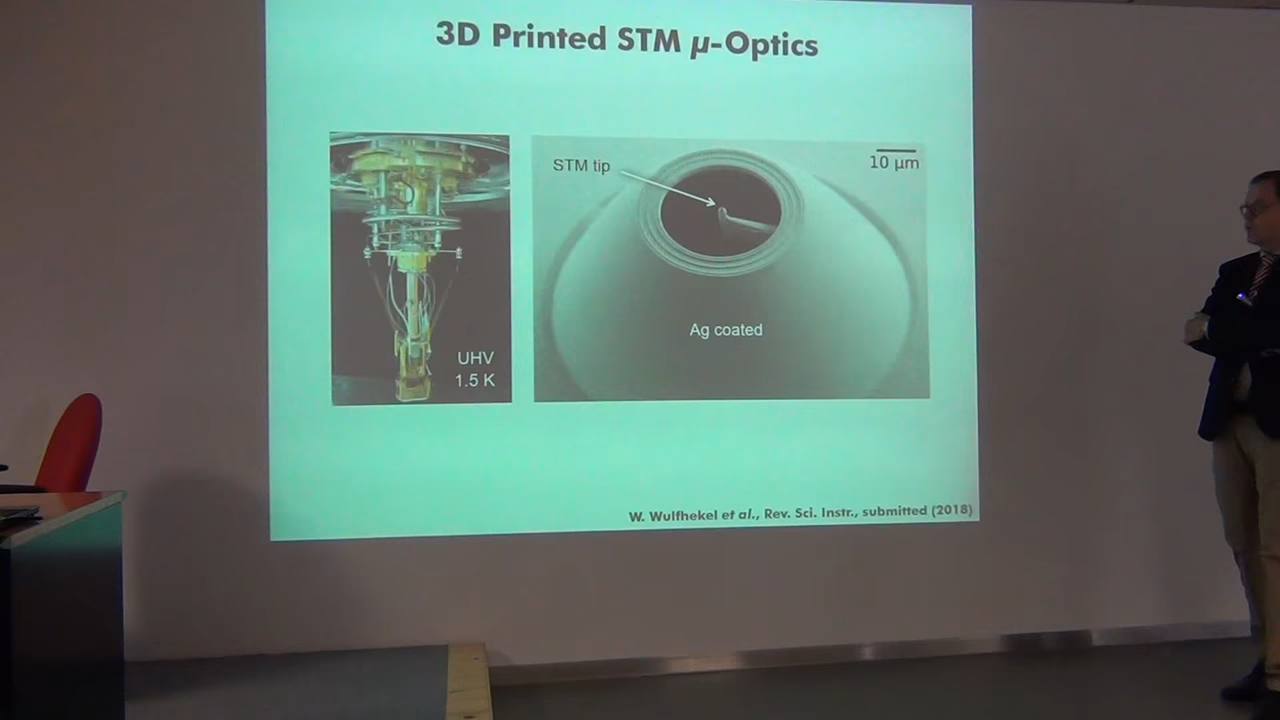 3D Printed STM μ-Optics
STM tip
10 μm
Ag coated
UHV
1.5 K
W. Wulfhekel et al., Rev. Sci. Instr., submitted (2018)